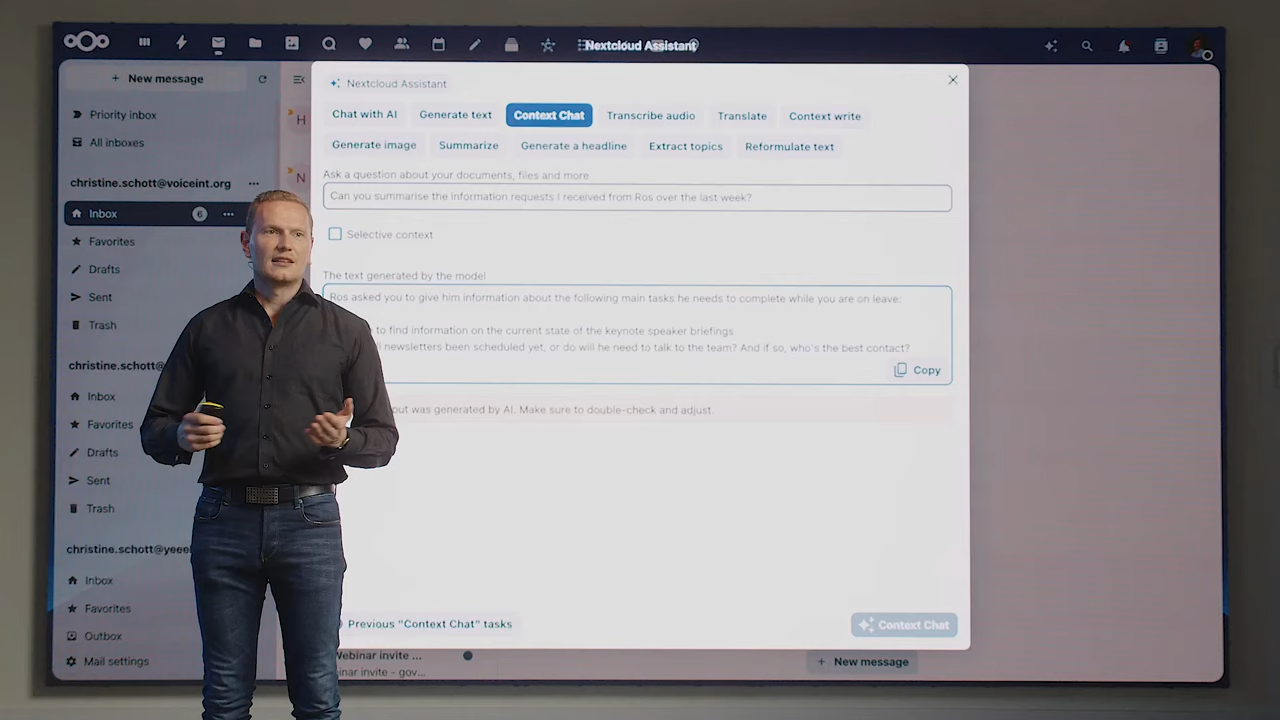 Nextcloud Assistant
New message
Priority inbox
All inboxes
christine.schott@voiceint.org
Inbox 6
Favorites
Drafts
Sent
Trash
christine.schott@
Inbox
Favorites
Drafts
Sent
Trash
christine.schott@
Inbox
Favorites
Outbox
Mail settings
H
N
Nextcloud Assistant
Chat with AI Generate text Context Chat Transcribe audio Translate Context write
Generate image Summarize Generate a headline Extract topics Reformulate text
Ask a question about your documents, files and more
Can you summarise the information requests I received from Ros over the last week?
Selective context
The text generated by the model
Ros asked you to give him information about the following main tasks he needs to complete while you are on leave:
to find information on the current state of the keynote speaker briefings
newsletters been scheduled yet, or do will he need to talk to the team? And if so, who's the best contact?
Copy
was generated by AI. Make sure to double-check and adjust.
Previous "Context Chat" tasks
Context Chat
Webinar invite ...
invite - gov...
New message